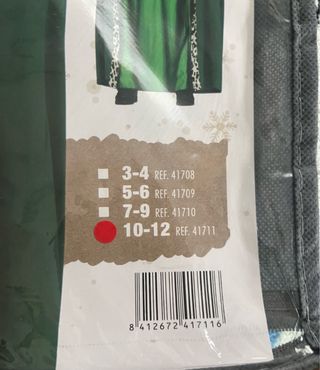 3-4 REF. 41708
5-6 REF. 41709
7-9 REF. 41710
10-12 REF. 41711
8 412672 417116